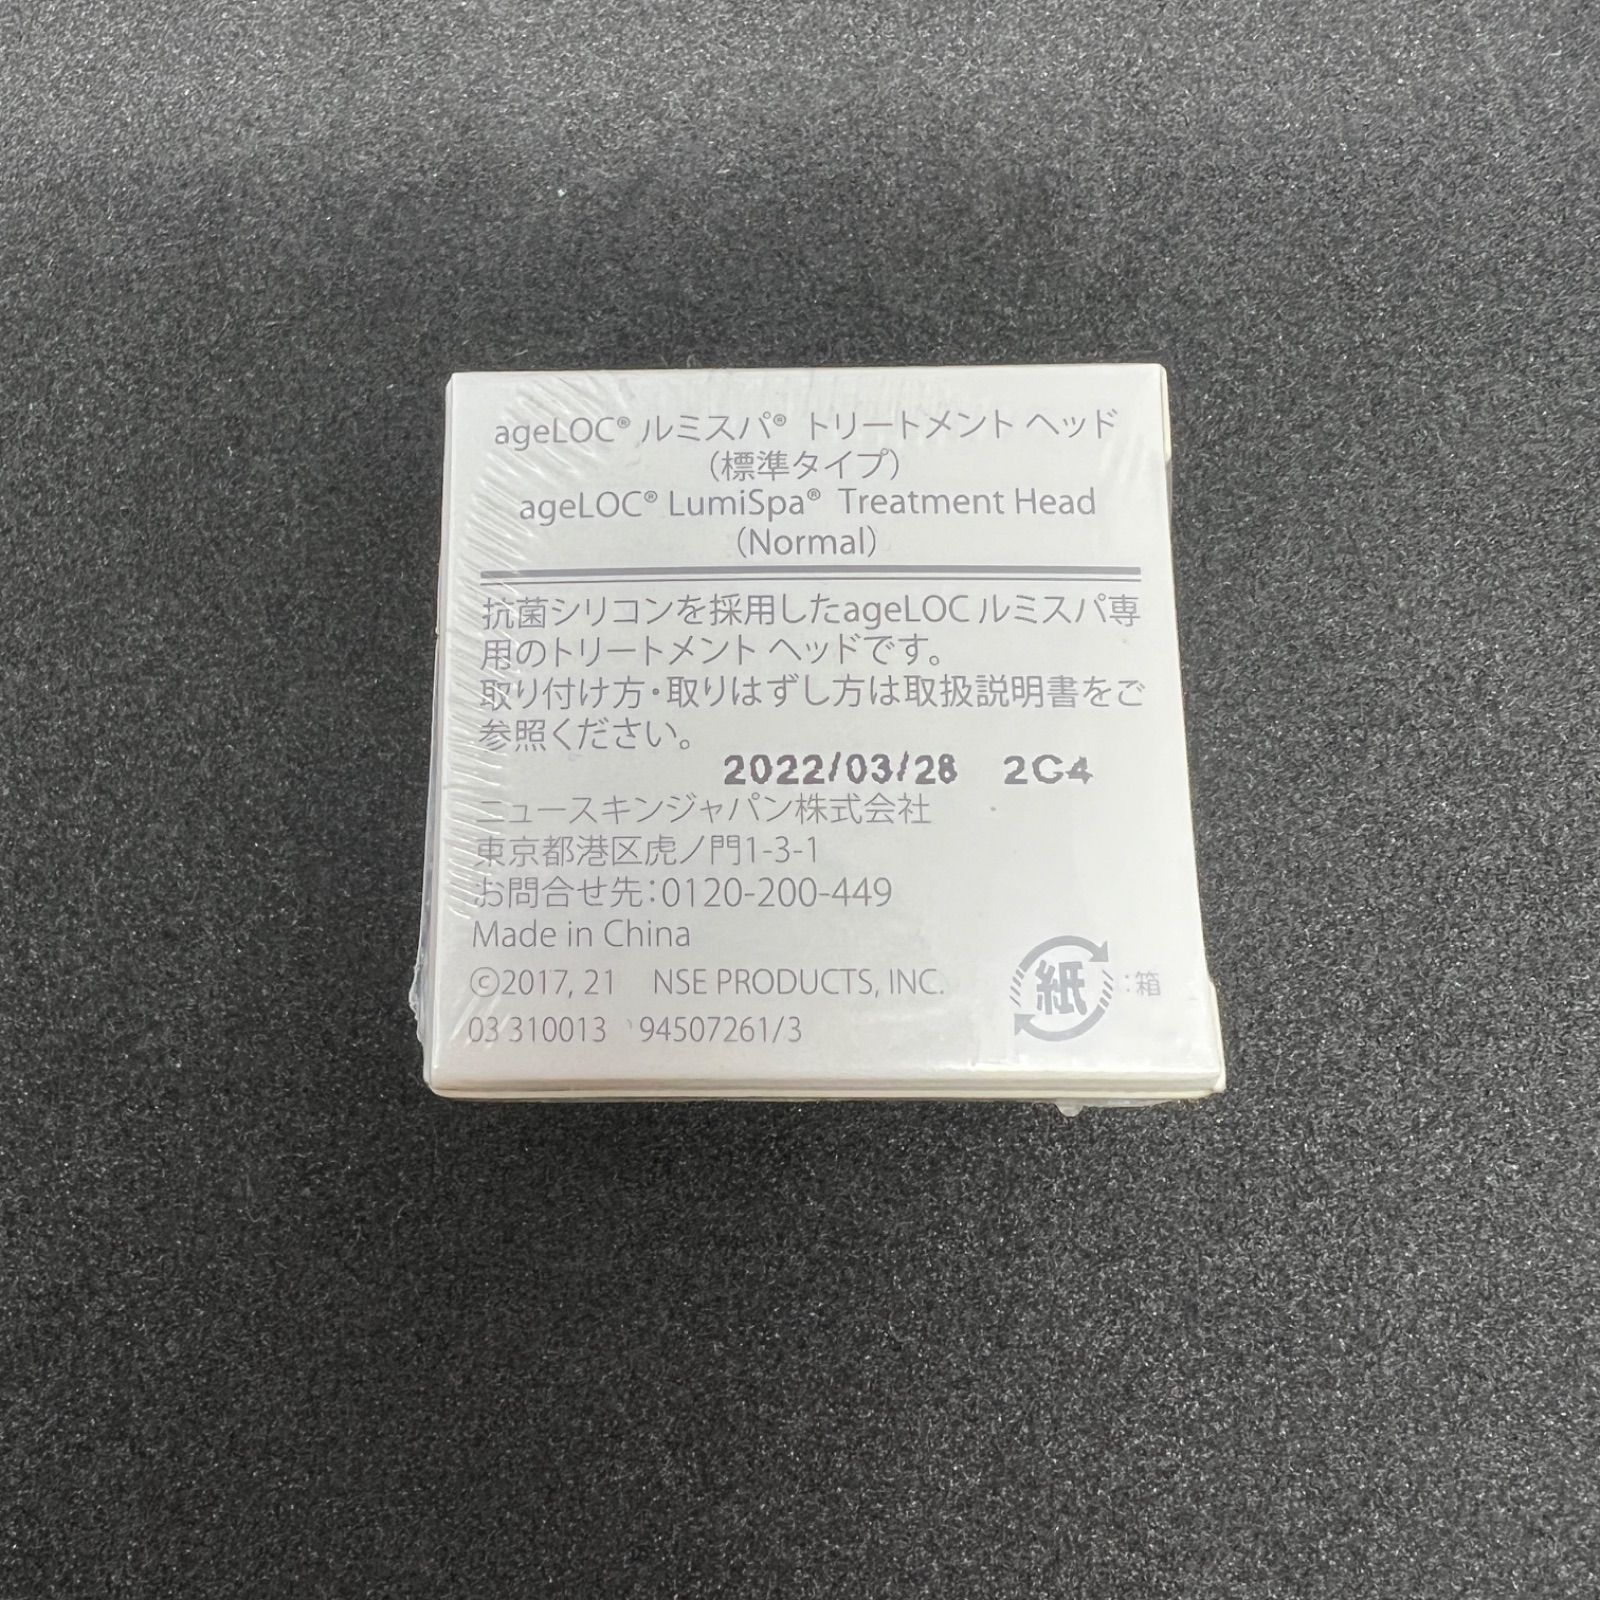 ageLOC® ルミスパ® トリートメント ヘッド
（標準タイプ）
ageLOC® LumiSpa® Treatment Head
（Normal）
抗菌シリコンを採用したageLOC ルミスパ専
用のトリートメント ヘッドです。
取り付け方・取りはずし方は取扱説明書をご
参照ください。
2022/03/28 2C4
ニュースキンジャパン株式会社
東京都港区虎ノ門1-3-1
お問合せ先：0120-200-449
Made in China
©2017, 21 NSE PRODUCTS, INC.
紙：箱
03 310013 94507261/3